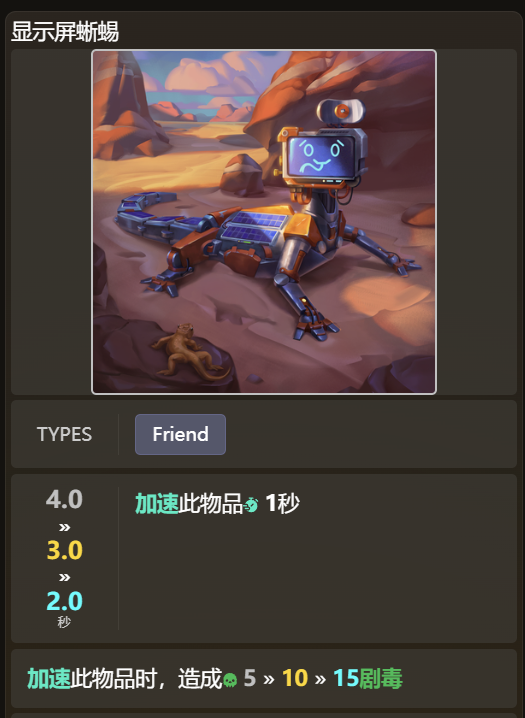 显示屏蜥蜴
TYPES
Friend
4.0
»
3.0
»
2.0
秒
加速此物品 1秒
加速此物品时，造成 5 » 10 » 15剧毒